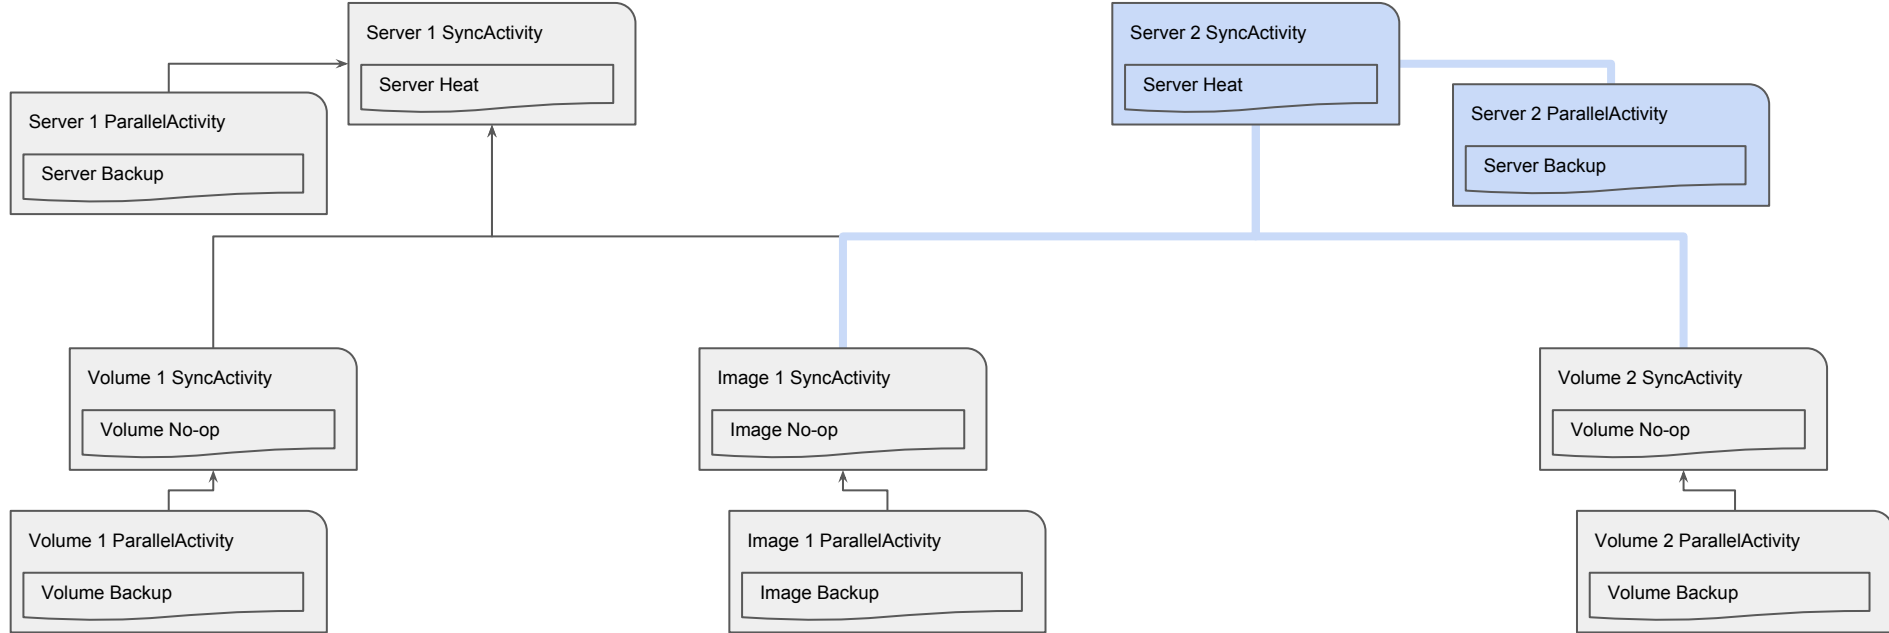 Server 1 SyncActivity
Server Heat
Server 1 ParallelActivity
Server Backup
Server 2 SyncActivity
Server Heat
Server 2 ParallelActivity
Server Backup
Volume 1 SyncActivity
Volume No-op
Image 1 SyncActivity
Image No-op
Volume 2 SyncActivity
Volume No-op
Volume 1 ParallelActivity
Volume Backup
Image 1 ParallelActivity
Image Backup
Volume 2 ParallelActivity
Volume Backup